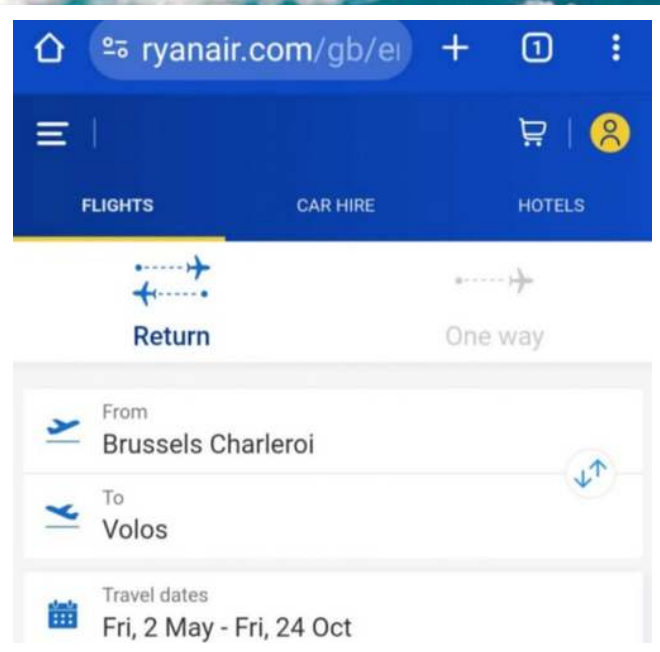 ryanair.com/gb/e
1
FLIGHTS
CAR HIRE
HOTELS
Return
One way
From
Brussels Charleroi
To
Volos
Travel dates
Fri, 2 May - Fri, 24 Oct